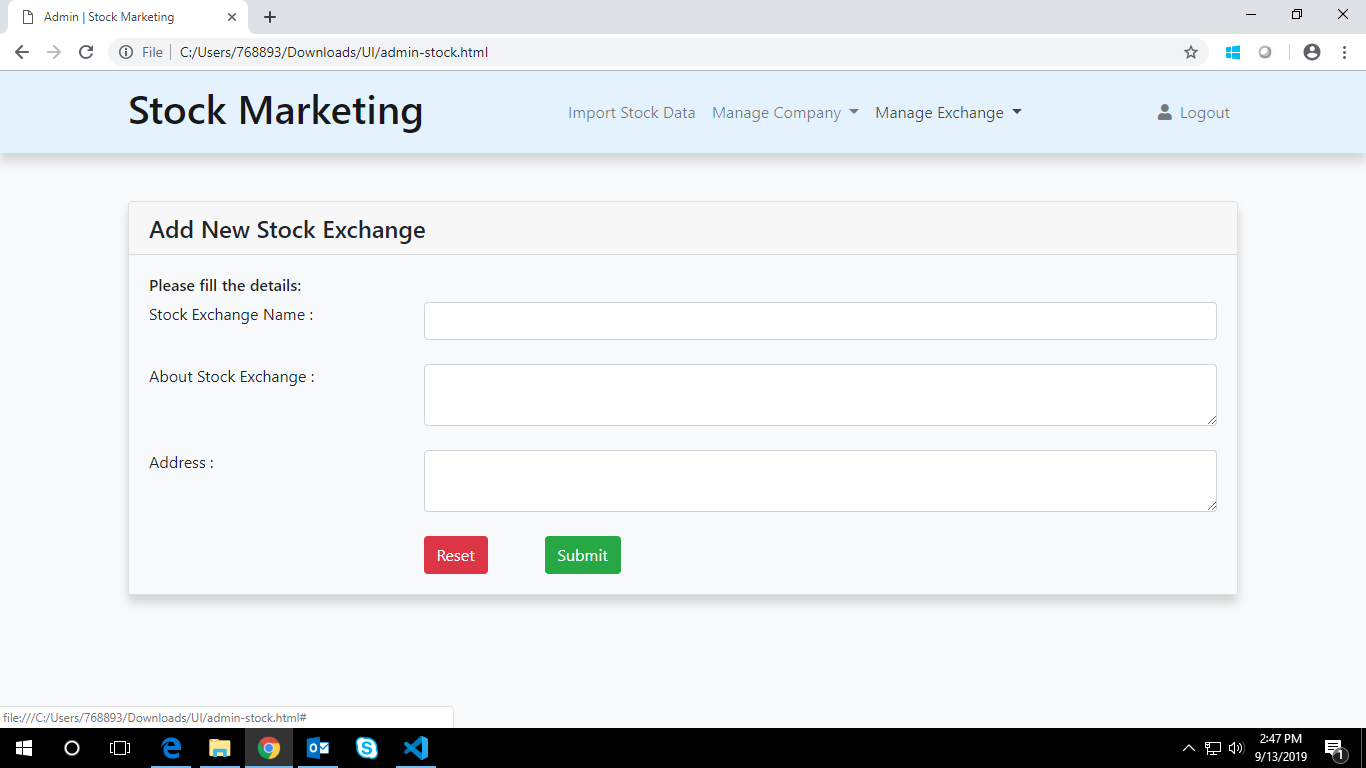 Admin | Stock Marketing
File C:/Users/768893/Downloads/UI/admin-stock.html
Stock Marketing Import Stock Data Manage Company Manage Exchange Logout
Add New Stock Exchange
Please fill the details:
Stock Exchange Name :
About Stock Exchange :
Address :
Reset Submit
file:///C:/Users/768893/Downloads/UI/admin-stock.html#
2:47 PM
9/13/2019
1